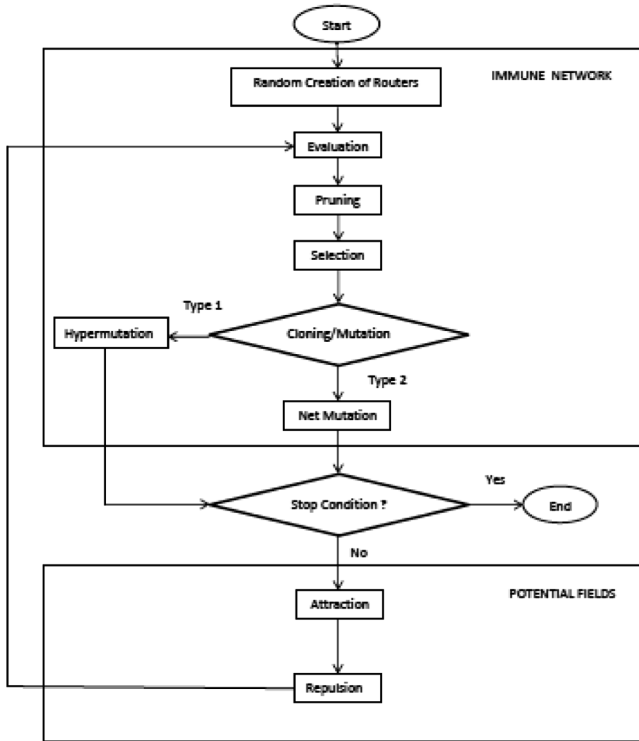 Start
IMMUNE NETWORK
Random Creation of Routers
Evaluation
Pruning
Selection
Type 1
Hypermutation
Cloning/Mutation
Type 2
Net Mutation
Stop Condition ?
Yes
End
No
POTENTIAL FIELDS
Attraction
Repulsion